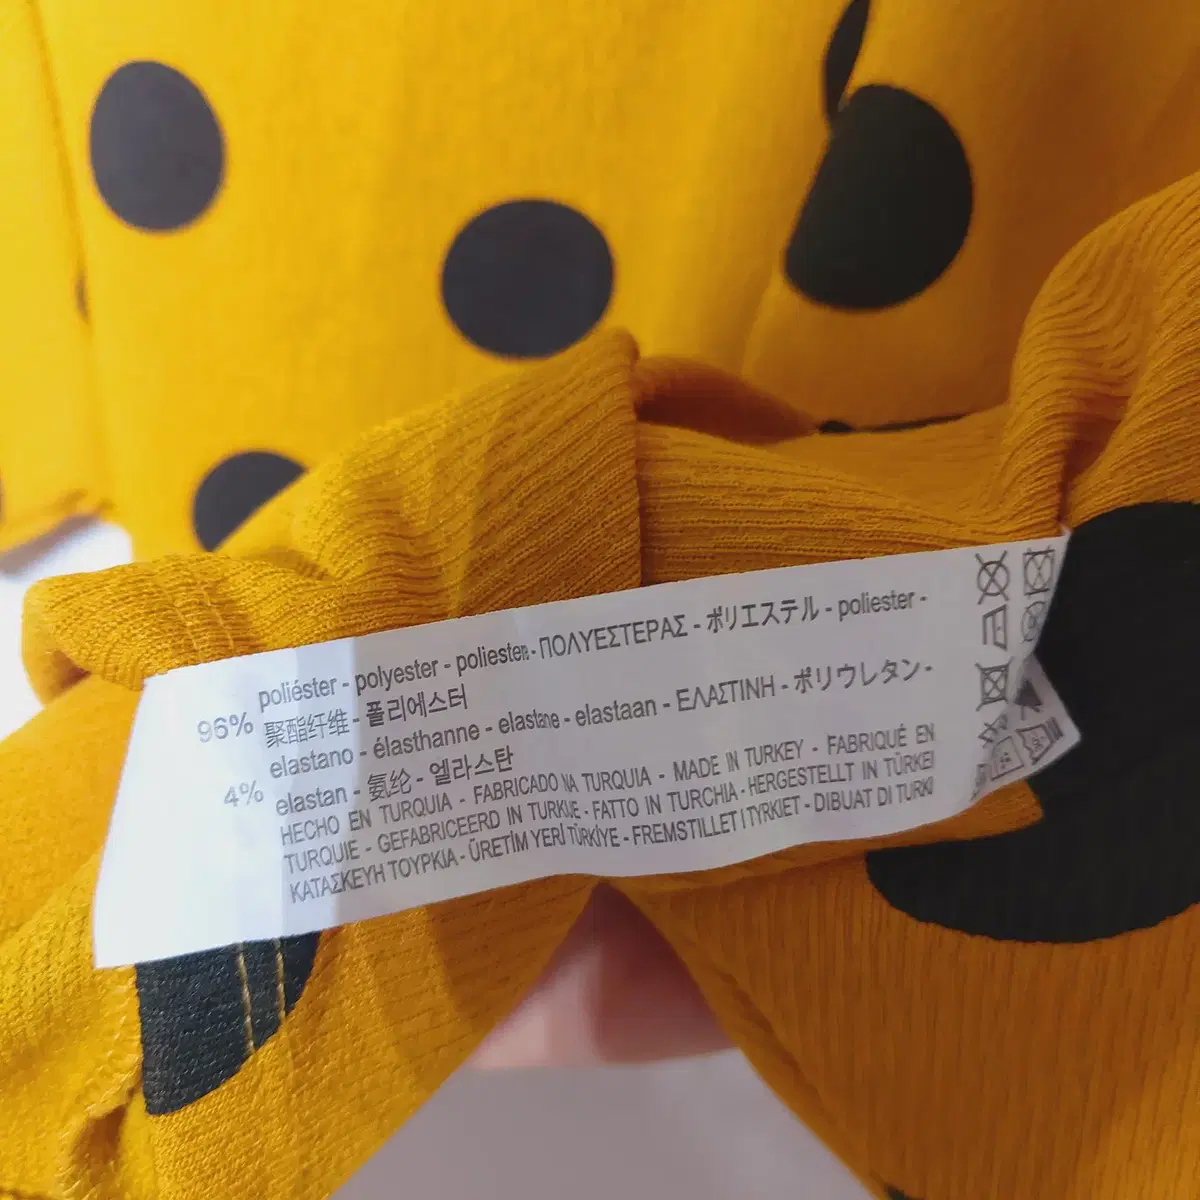 96% poliéster - polyester - poliester - ΠΟΛΥΕΣΤΕΡΑΣ - ポリエステル - poliester -
聚酯纤维 - 폴리에스터
4% elastano - élasthanne - elastane - elastaan - ΕΛΑΣΤΙΝΗ - ポリウレタン -
elastan - 氨纶 - 엘라스탄
HECHO EN TURQUIA - FABRICADO NA TURQUIA - MADE IN TURKEY - FABRIQUÉ EN
TURQUIE - GEFABRICEERD IN TURKIJE - FATTO IN TURCHIA - HERGESTELLT IN TÜRKEI
ΚΑΤΑΣΚΕΥΗ ΤΟΥΡΚΙΑ - ÜRETİM YERİ TÜRKİYE - FREMSTILLET I TYRKIET - DIBUAT DI TURKI